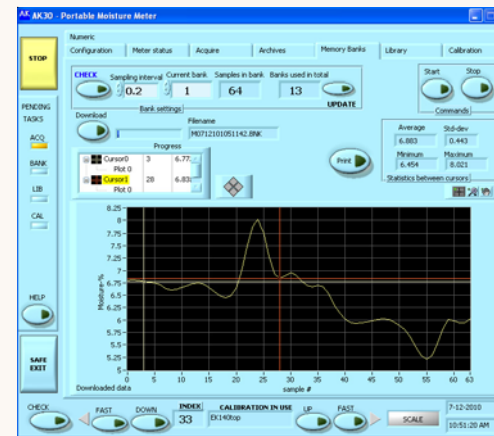 AK AK30 - Portable Moisture Meter
Numeric
Configuration Meter status Acquire Archives Memory Banks Library Calibration
STOP
CHECK Sampling interval Current bank Samples in bank Banks used in total
0.2 1 64 13
UPDATE
Bank settings
Start Stop
Commands
PENDING
TASKS
ACQ
BANK
LIB
CAL
HELP
SAFE
EXIT
Download
Filename
M0712101051142.BNK
Progress
Cursor0 3 6.77
Plot 0
Cursor1 28 6.83
Plot 0
Print
Average Std-dev
6.883 0.443
Minimum Maximum
6.454 8.021
Statistics between cursors
Moisture-%
8.25
8
7.75
7.5
7.25
7
6.75
6.5
6.25
6
5.75
5.5
5.25
5
0 5 10 15 20 25 30 35 40 45 50 55 60 63
Downloaded data
sample #
CHECK FAST DOWN INDEX CALIBRATION IN USE UP FAST
33 EK140top
SCALE
7-12-2010
10:51:20 AM